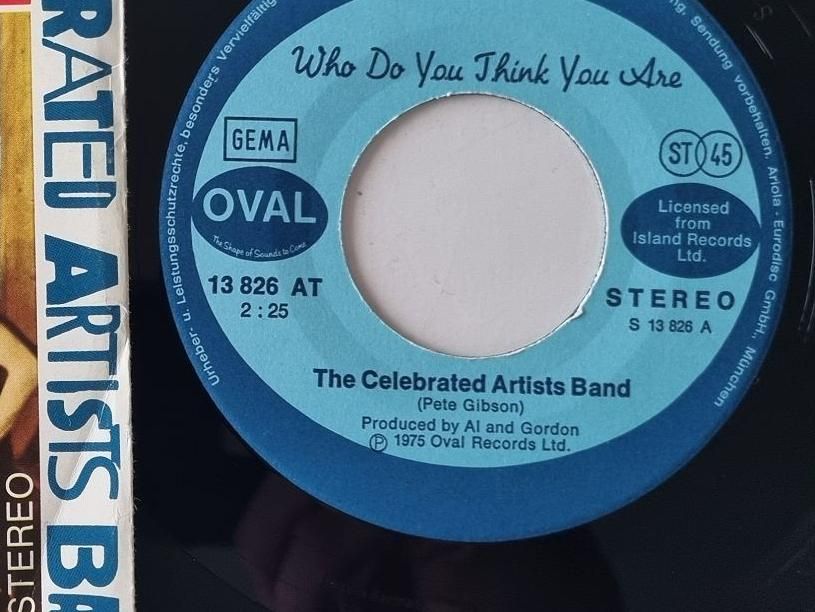 RATED ARTISTS BA
STEREO
Urheber- u. Leistungsschutzrechte, besonders Vervielfältig
ng, Sendung vorbehalten. Ariola - Eurodisc GmbH., München
Who Do You Think You Are
GEMA
ST 45
OVAL
The Shape of Sounds to Come
Licensed
from
Island Records
Ltd.
13 826 AT
2:25
STEREO
S 13 826 A
The Celebrated Artists Band
(Pete Gibson)
Produced by Al and Gordon
Ⓟ 1975 Oval Records Ltd.